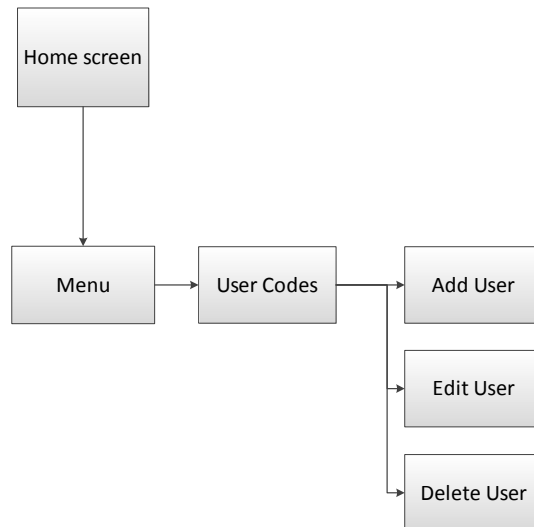 Home screen
Menu
User Codes
Add User
Edit User
Delete User